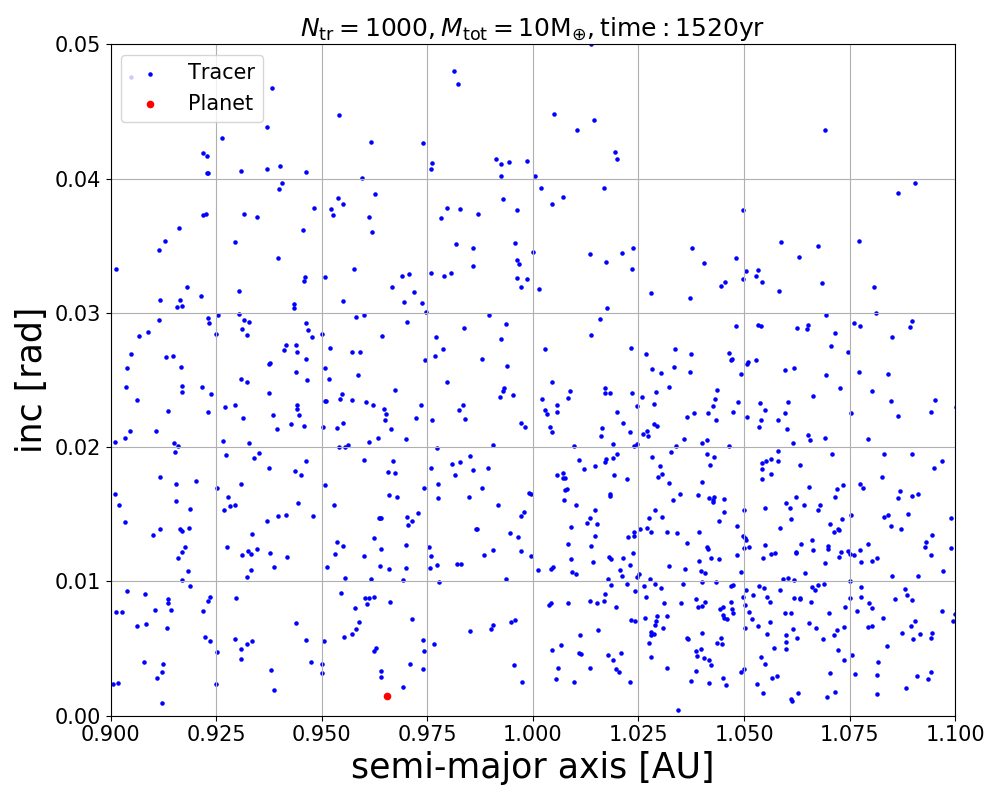 N_tr = 1000, M_tot = 10M_⊕, time : 1520yr
Tracer
Planet
inc [rad]
0.05
0.04
0.03
0.02
0.01
0.00
0.900 0.925 0.950 0.975 1.000 1.025 1.050 1.075 1.100
semi-major axis [AU]